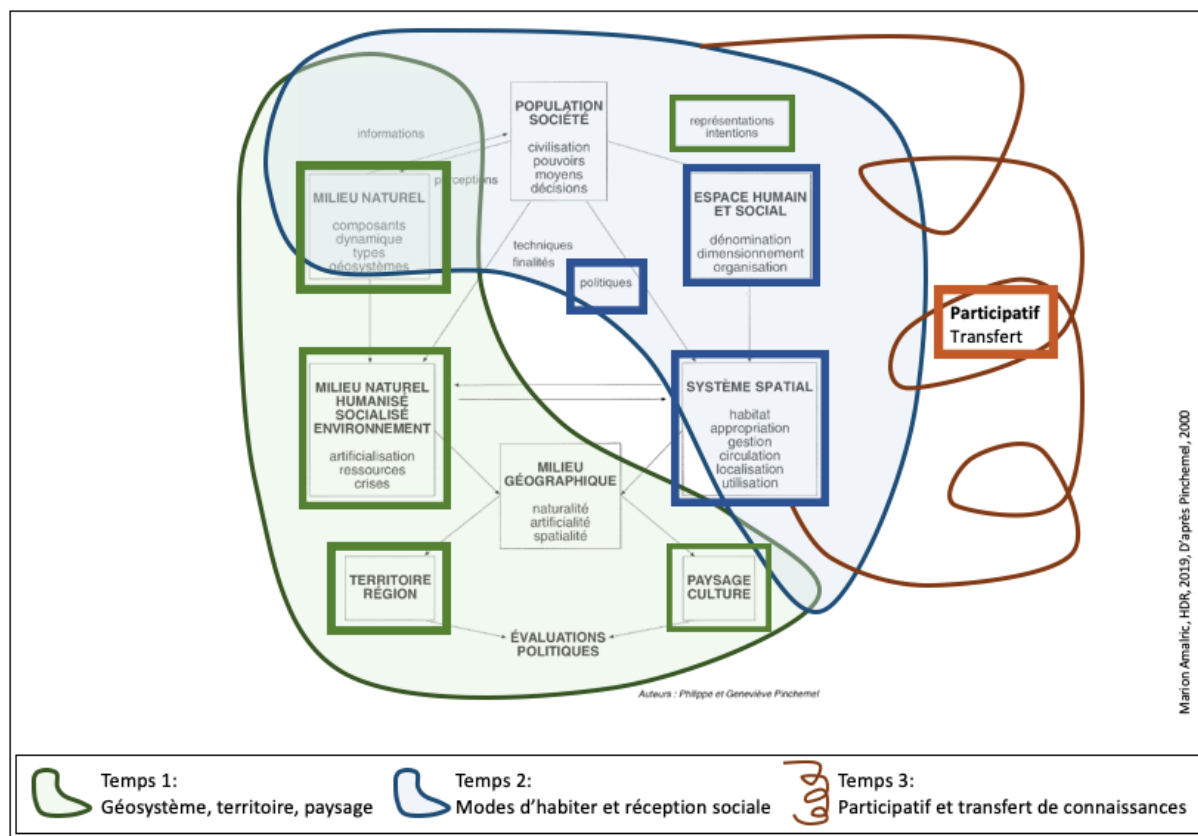 POPULATION
SOCIÉTÉ
civilisation
pouvoirs
moyens
décisions
représentations
intentions
informations
perceptions
MILIEU NATUREL
composants
dynamique
types
géosystèmes
ESPACE HUMAIN
ET SOCIAL
dénomination
dimensionnement
organisation
techniques
finalités
politiques
Participatif
Transfert
MILIEU NATUREL
HUMANISÉ
SOCIALISÉ
ENVIRONNEMENT
artificialisation
ressources
crises
SYSTÈME SPATIAL
habitat
appropriation
gestion
circulation
localisation
utilisation
MILIEU
GÉOGRAPHIQUE
naturalité
artificialité
spatialité
TERRITOIRE
RÉGION
PAYSAGE
CULTURE
ÉVALUATIONS
POLITIQUES
Auteurs : Philippe et Geneviève Pinchemel
Marion Amalric, HDR, 2019, D'après Pinchemel, 2000
Temps 1:
Géosystème, territoire, paysage
Temps 2:
Modes d'habiter et réception sociale
Temps 3:
Participatif et transfert de connaissances